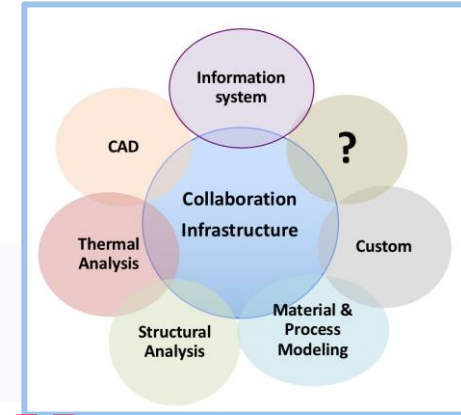 Information
system
?
CAD
Collaboration
Infrastructure
Custom
Thermal
Analysis
Material &
Process
Modeling
Structural
Analysis